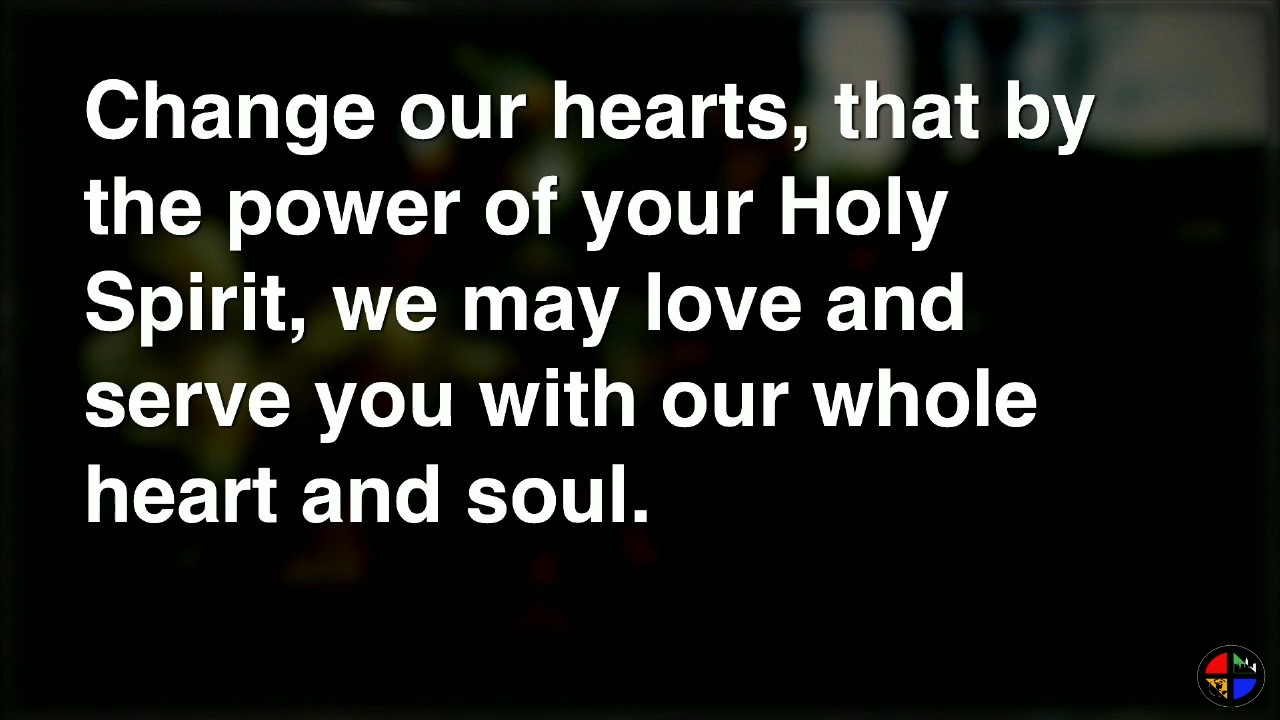 Change our hearts, that by
the power of your Holy
Spirit, we may love and
serve you with our whole
heart and soul.